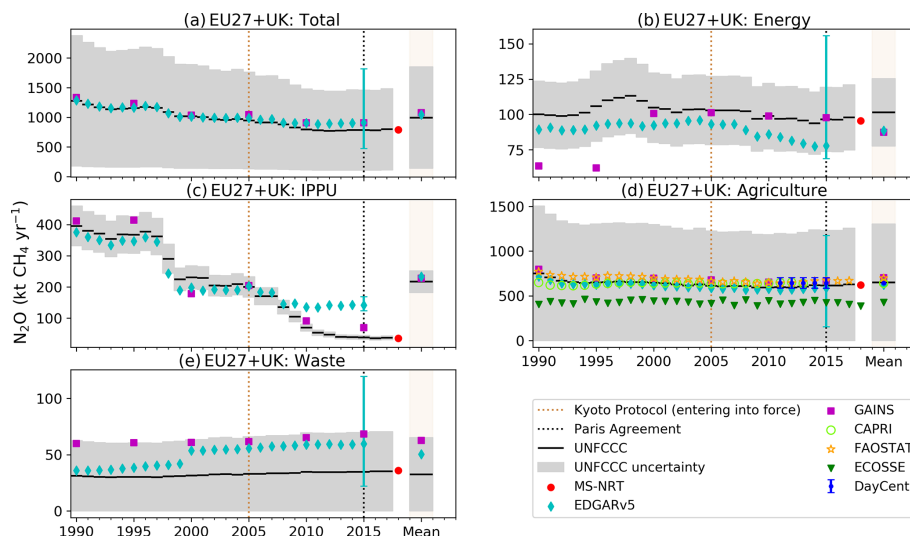 (a) EU27+UK: Total
2000
1500
1000
500
0
(b) EU27+UK: Energy
150
125
100
75
(c) EU27+UK: IPPU
400
300
200
100
(d) EU27+UK: Agriculture
1500
1000
500
0
1990 1995 2000 2005 2010 2015 Mean
N₂O (kt CH₄ yr⁻¹)
(e) EU27+UK: Waste
100
50
0
1990 1995 2000 2005 2010 2015 Mean
Kyoto Protocol (entering into force)
Paris Agreement
UNFCCC
UNFCCC uncertainty
MS-NRT
EDGARv5
GAINS
CAPRI
FAOSTAT
ECOSSE
DayCent